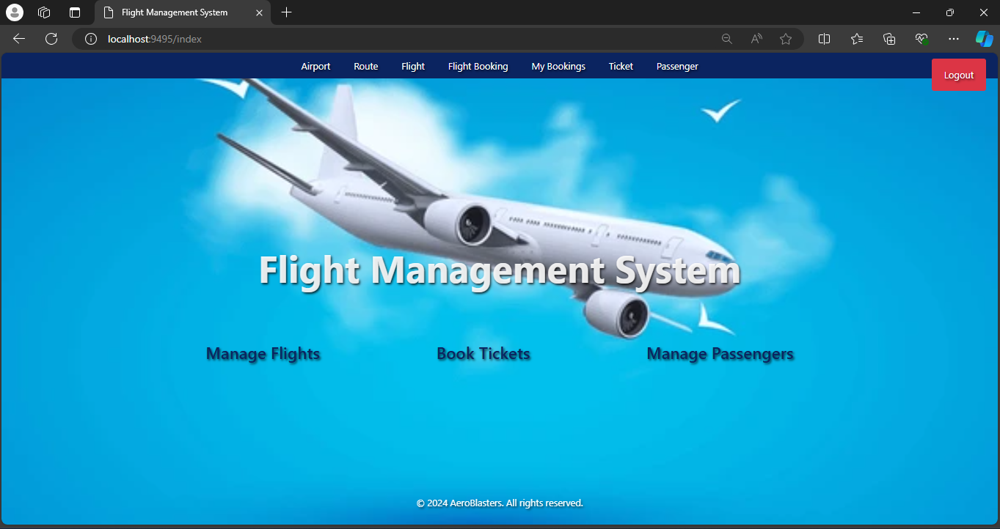 Flight Management System
localhost:9495/index
Airport Route Flight Flight Booking My Bookings Ticket Passenger
Logout
Flight Management System
Manage Flights Book Tickets Manage Passengers
© 2024 AeroBlasters. All rights reserved.